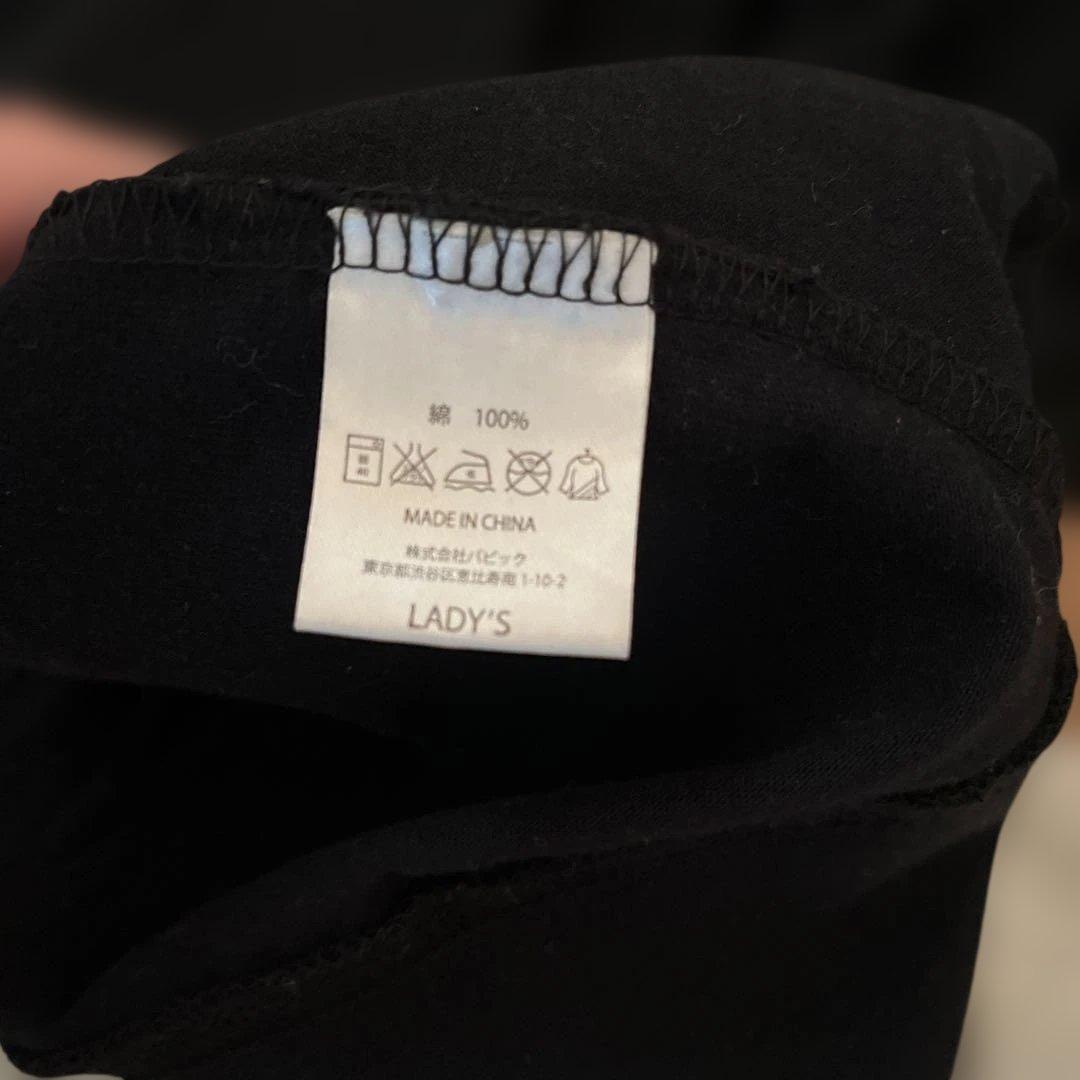 綿 100%
MADE IN CHINA
株式会社バビック
東京都渋谷区恵比寿南1-10-2
LADY'S